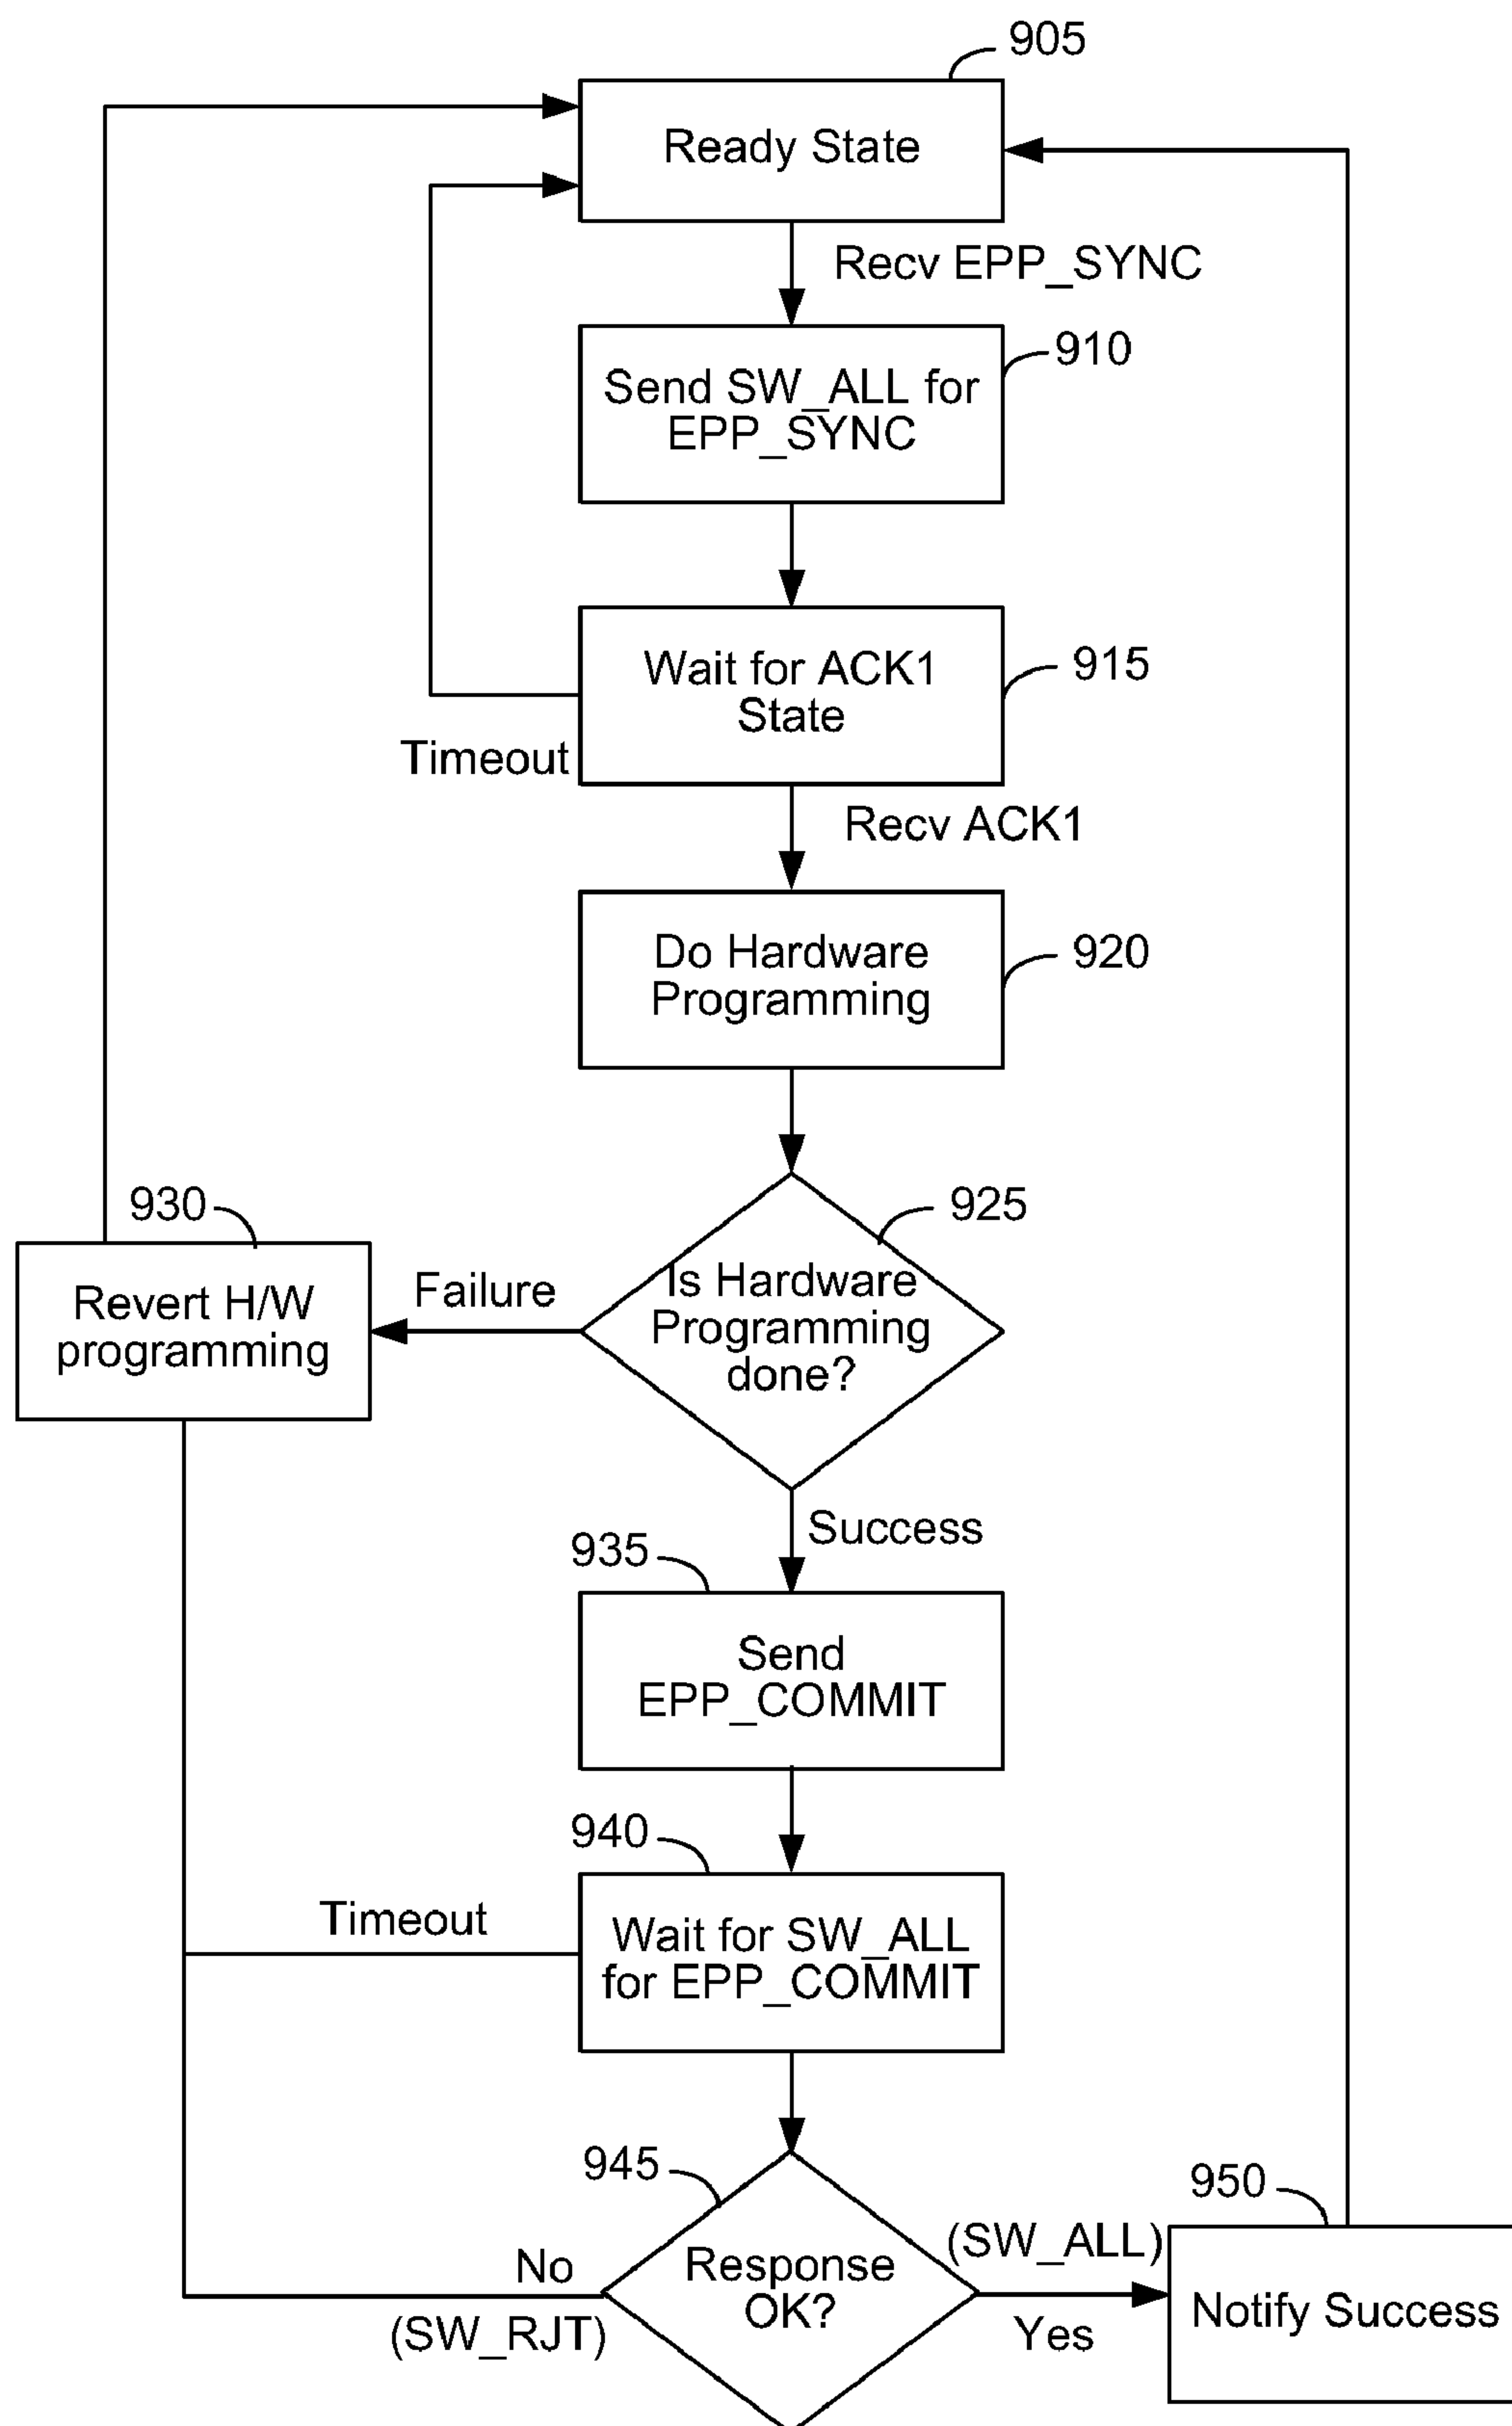 905
Ready State
Recv EPP_SYNC
910
Send SW_ALL for
EPP_SYNC
915
Wait for ACK1
State
Timeout
Recv ACK1
920
Do Hardware
Programming
930
925
Revert H/W
programming
Failure
Is Hardware
Programming
done?
Success
935
Send
EPP_COMMIT
940
Timeout
Wait for SW_ALL
for EPP_COMMIT
945
950
No
(SW_RJT)
Response
OK?
(SW_ALL)
Yes
Notify Success